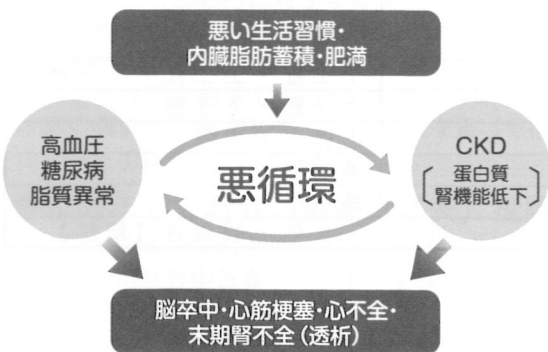 悪い生活習慣・
内臓脂肪蓄積・肥満
高血圧
糖尿病
脂質異常
悪循環
CKD
蛋白質
腎機能低下
脳卒中・心筋梗塞・心不全・
末期腎不全(透析)